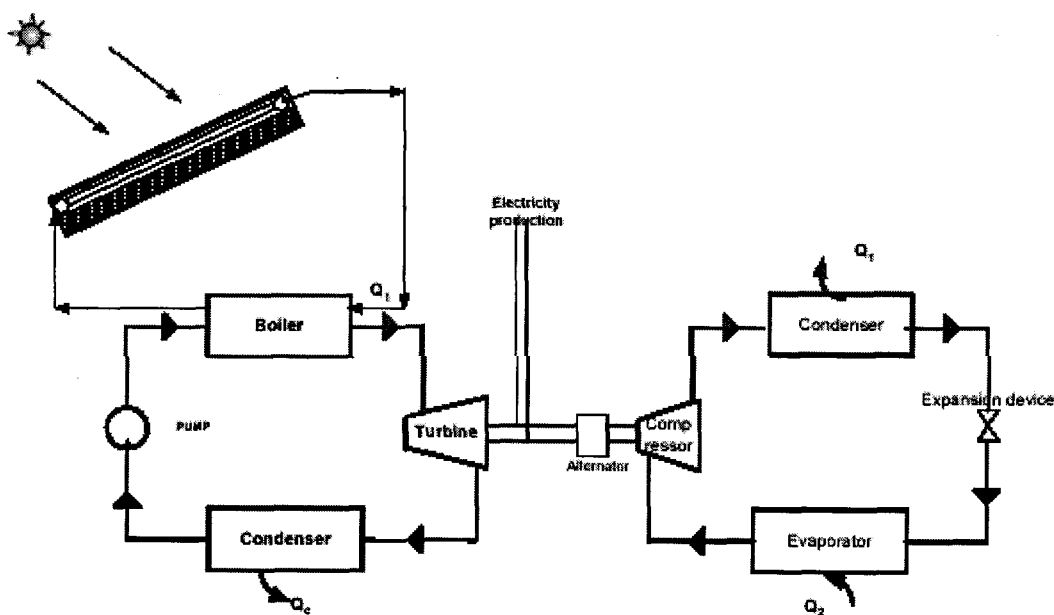 Electricity
production
Q₁
Boiler
PUMP
Turbine
Alternator
Condenser
Qc
Q₁
Condenser
Expansion device
Comp
ressor
Evaporator
Q₂